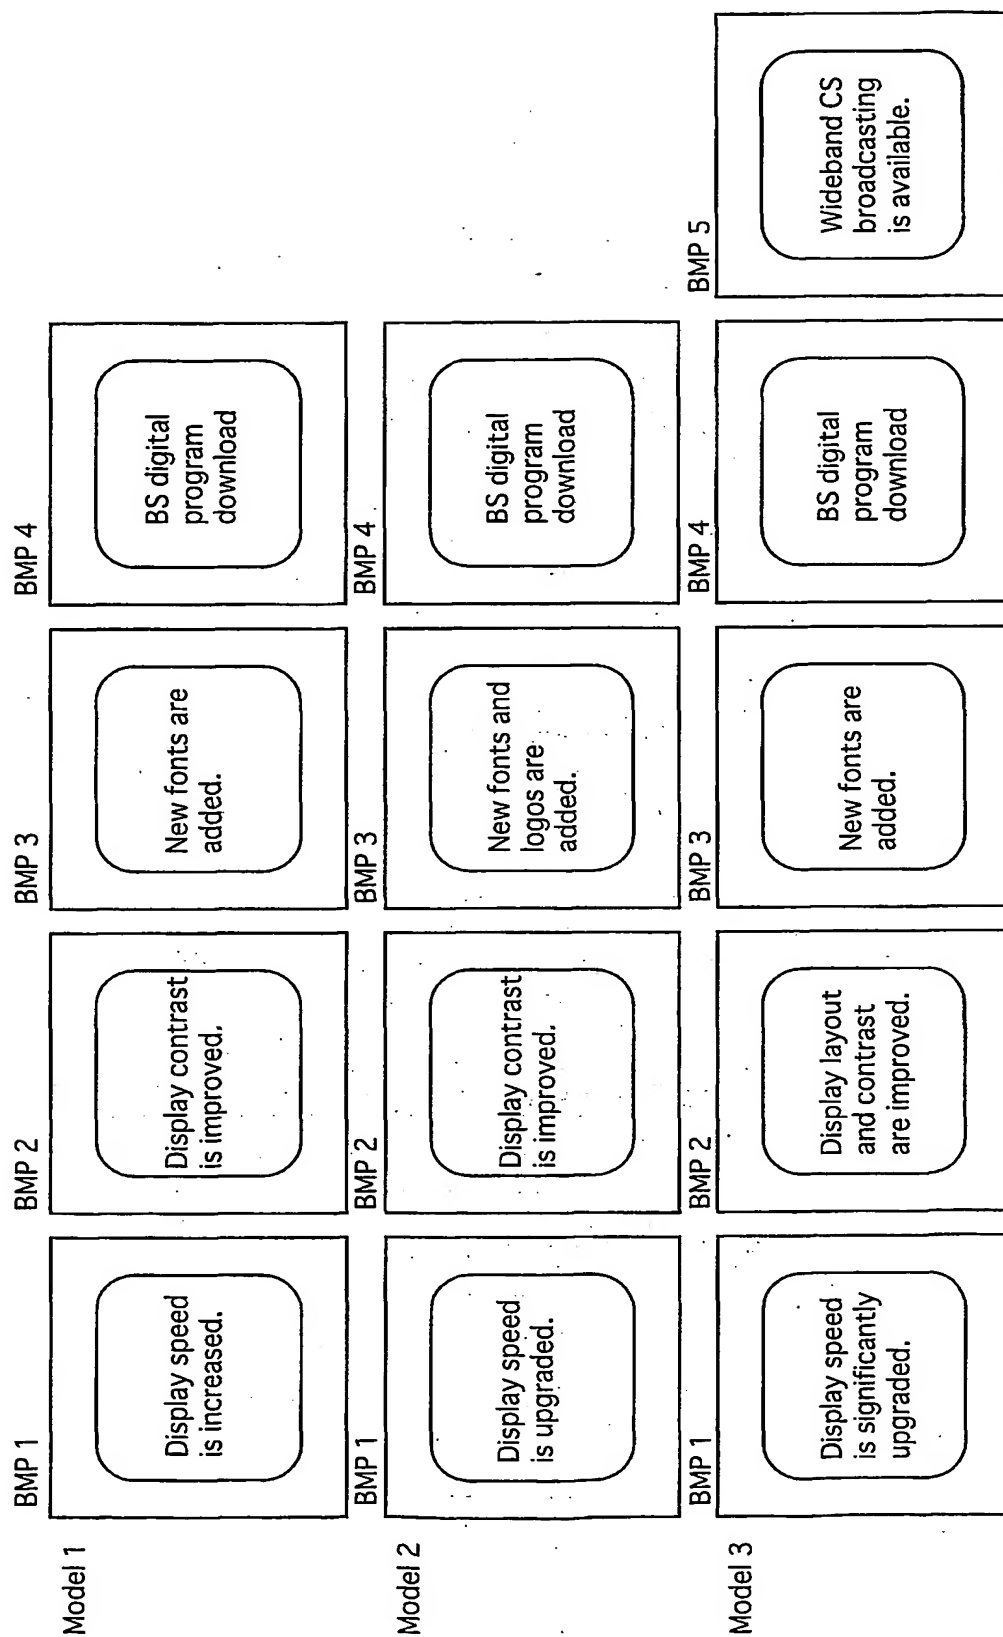 Model 1
BMP 1
Display speed
is increased.
BMP 2
Display contrast
is improved.
BMP 3
New fonts are
added.
BMP 4
BS digital
program
download
Model 2
BMP 1
Display speed
is upgraded.
BMP 2
Display contrast
is improved.
BMP 3
New fonts and
logos are
added.
BMP 4
BS digital
program
download
Model 3
BMP 1
Display speed
is significantly
upgraded.
BMP 2
Display layout
and contrast
are improved.
BMP 3
New fonts are
added.
BMP 4
BS digital
program
download
BMP 5
Wideband CS
broadcasting
is available.